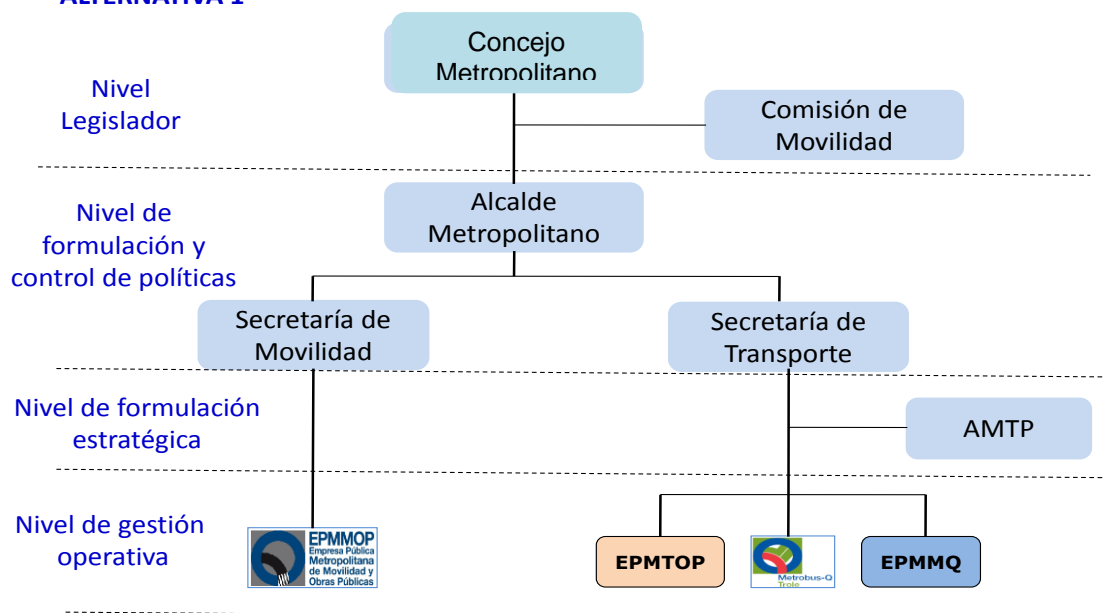 ALTERNATIVA 1
Concejo
Metropolitano
Nivel
Legislador
Comisión de
Movilidad
Alcalde
Metropolitano
Nivel de
formulación y
control de políticas
Secretaría de
Movilidad
Secretaría de
Transporte
Nivel de formulación
estratégica
AMTP
Nivel de gestión
operativa
EPMMOP
Empresa Pública
Metropolitana
de Movilidad y
Obras Públicas
EPMTOP
Metrobus-Q
Trole
EPMMQ